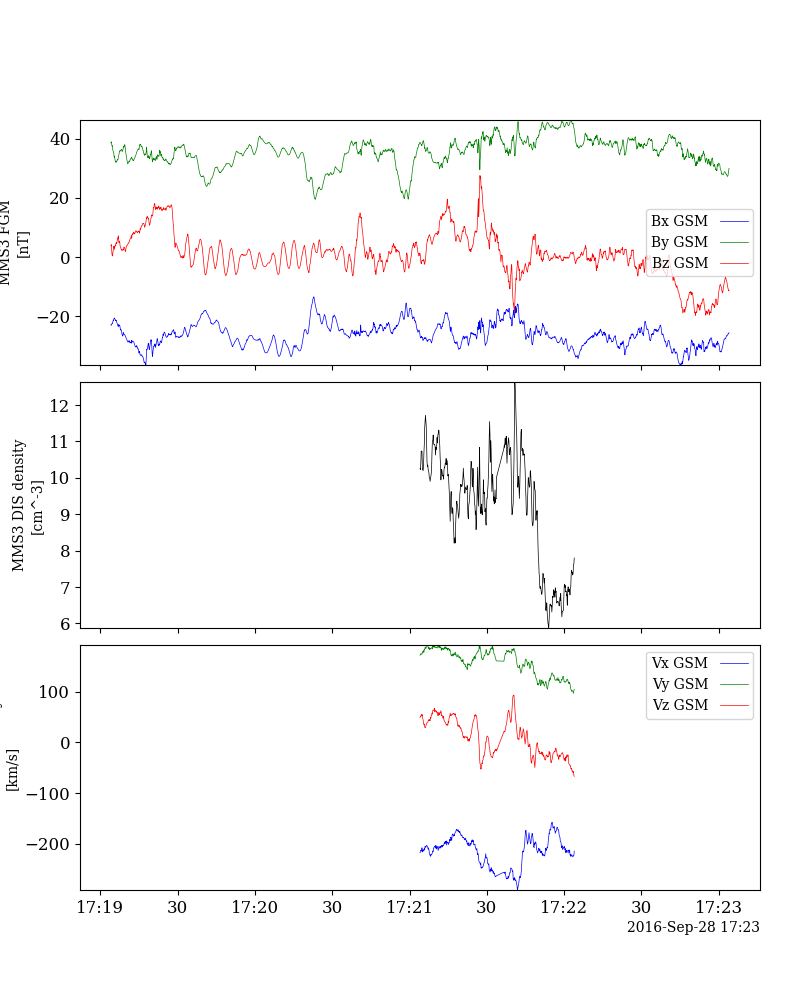 40
20
0
−20
MMS3 FGM
[nT]
Bx GSM
By GSM
Bz GSM
12
11
10
9
8
7
6
MMS3 DIS density
[cm^-3]
100
0
−100
−200
[km/s]
Vx GSM
Vy GSM
Vz GSM
17:19 30 17:20 30 17:21 30 17:22 30 17:23
2016-Sep-28 17:23